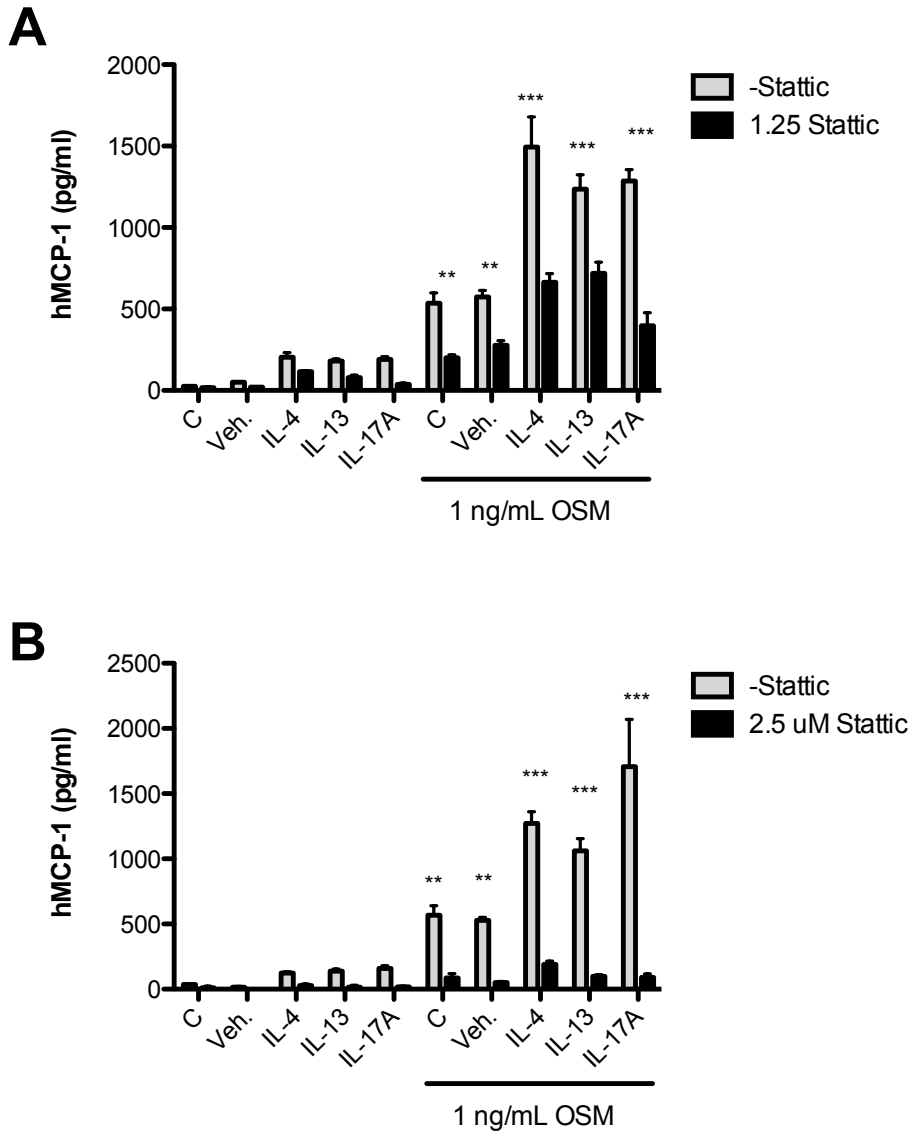 A
2000
1500
1000
500
0
hMCP-1 (pg/ml)
-Stattic
1.25 Stattic
** ** *** *** ***
C Veh. IL-4 IL-13 IL-17A C Veh. IL-4 IL-13 IL-17A
1 ng/mL OSM
B
2500
2000
1500
1000
500
0
hMCP-1 (pg/ml)
-Stattic
2.5 uM Stattic
** ** *** *** ***
C Veh. IL-4 IL-13 IL-17A C Veh. IL-4 IL-13 IL-17A
1 ng/mL OSM